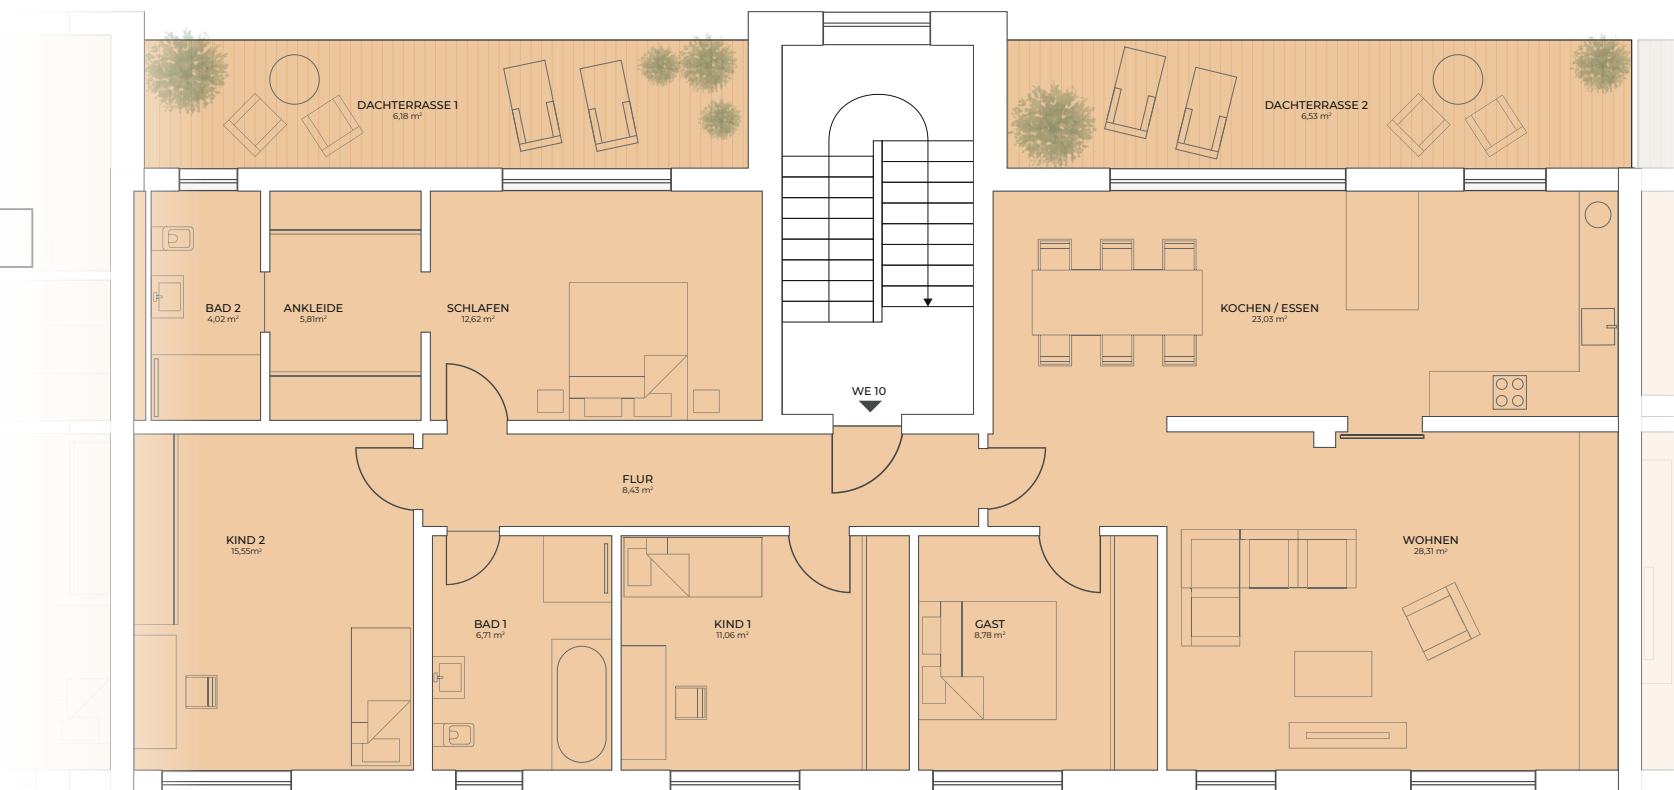 DACHTERRASSE 1
6,18 m²
DACHTERRASSE 2
6,53 m²
BAD 2
4,02 m²
ANKLEIDE
5,81m²
SCHLAFEN
12,62 m²
KOCHEN / ESSEN
23,03 m²
WE 10
FLUR
8,43 m²
KIND 2
15,55m²
WOHNEN
28,31 m²
BAD 1
6,71 m²
KIND 1
11,06 m²
GAST
8,78 m²